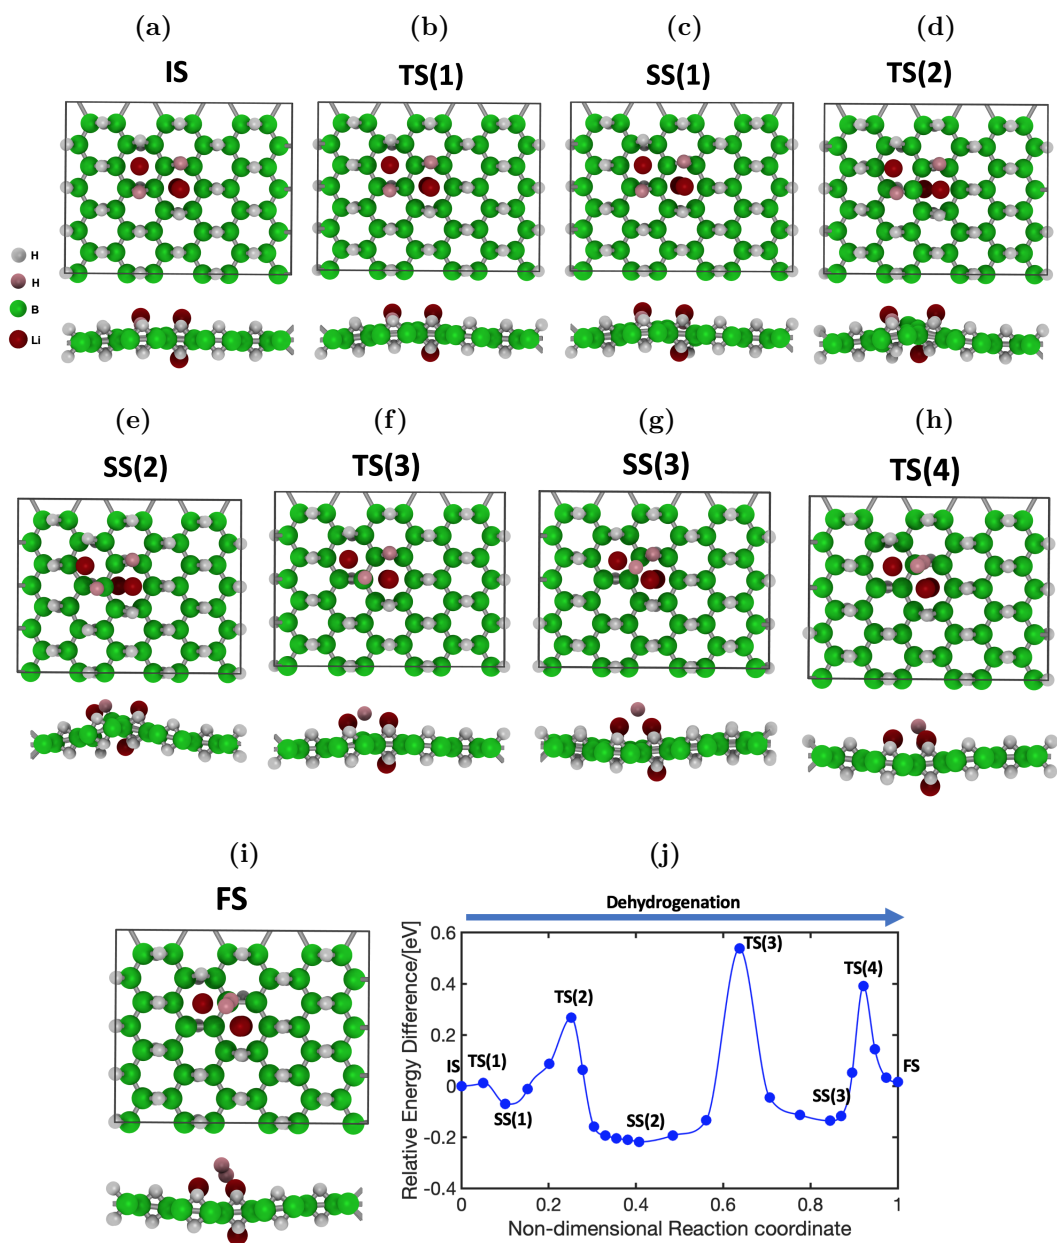 (a)
(b)
(c)
(d)
IS
TS(1)
SS(1)
TS(2)
H
H
B
Li
(e)
(f)
(g)
(h)
SS(2)
TS(3)
SS(3)
TS(4)
(i)
(j)
FS
Dehydrogenation
Relative Energy Difference/[eV]
0.6
0.4
0.2
0
-0.2
-0.4
IS
TS(1)
SS(1)
TS(2)
SS(2)
TS(3)
SS(3)
TS(4)
FS
0
0.2
0.4
0.6
0.8
1
Non-dimensional Reaction coordinate